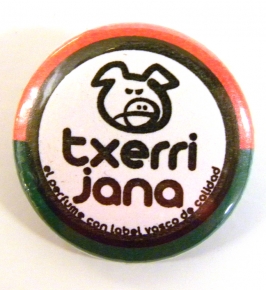 txerri
jana
el perfume con label vasco de calidad